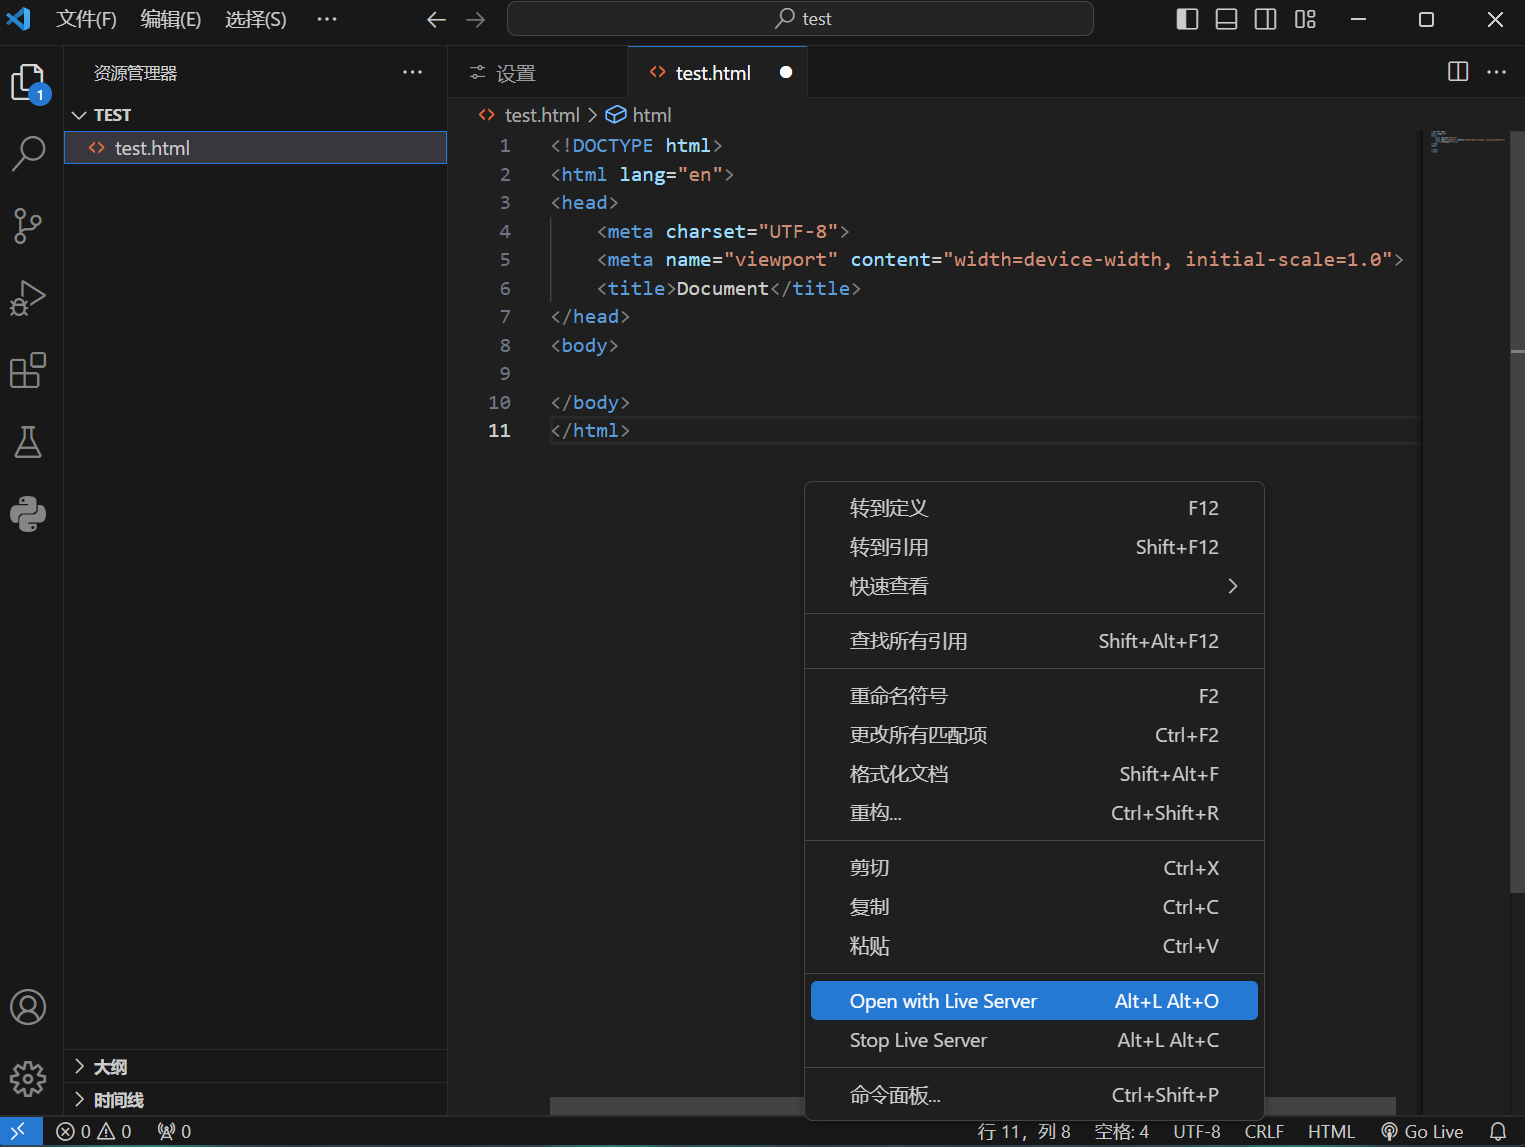 文件(F) 编辑(E) 选择(S) ··· test
资源管理器 ···
设置 test.html
1
TEST
test.html
test.html > html
1 <!DOCTYPE html>
2 <html lang="en">
3 <head>
4 <meta charset="UTF-8">
5 <meta name="viewport" content="width=device-width, initial-scale=1.0">
6 <title>Document</title>
7 </head>
8 <body>
9
10 </body>
11 </html>
转到定义 F12
转到引用 Shift+F12
快速查看
查找所有引用 Shift+Alt+F12
重命名符号 F2
更改所有匹配项 Ctrl+F2
格式化文档 Shift+Alt+F
重构... Ctrl+Shift+R
剪切 Ctrl+X
复制 Ctrl+C
粘贴 Ctrl+V
Open with Live Server Alt+L Alt+O
Stop Live Server Alt+L Alt+C
命令面板... Ctrl+Shift+P
大纲
时间线
0 0 0 行 11，列 8 空格: 4 UTF-8 CRLF HTML Go Live